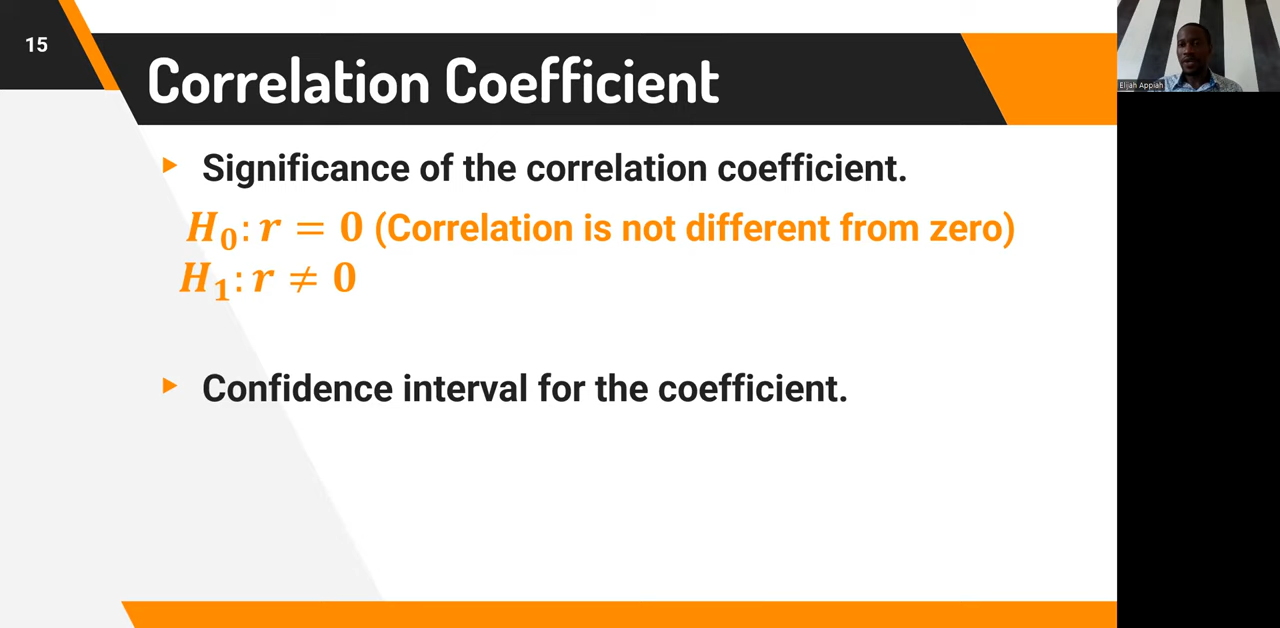 15
Correlation Coefficient
Elijah Appiah
▸ Significance of the correlation coefficient.
H₀: r = 0 (Correlation is not different from zero)
H₁: r ≠ 0
▸ Confidence interval for the coefficient.